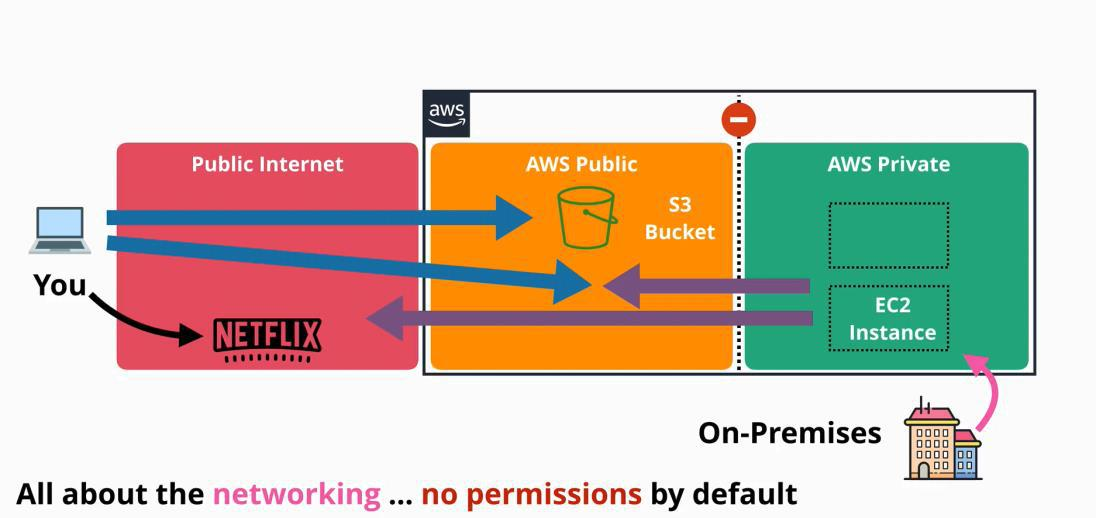 aws
Public Internet
AWS Public
AWS Private
S3
Bucket
You
NETFLIX
EC2
Instance
On-Premises
All about the networking ... no permissions by default